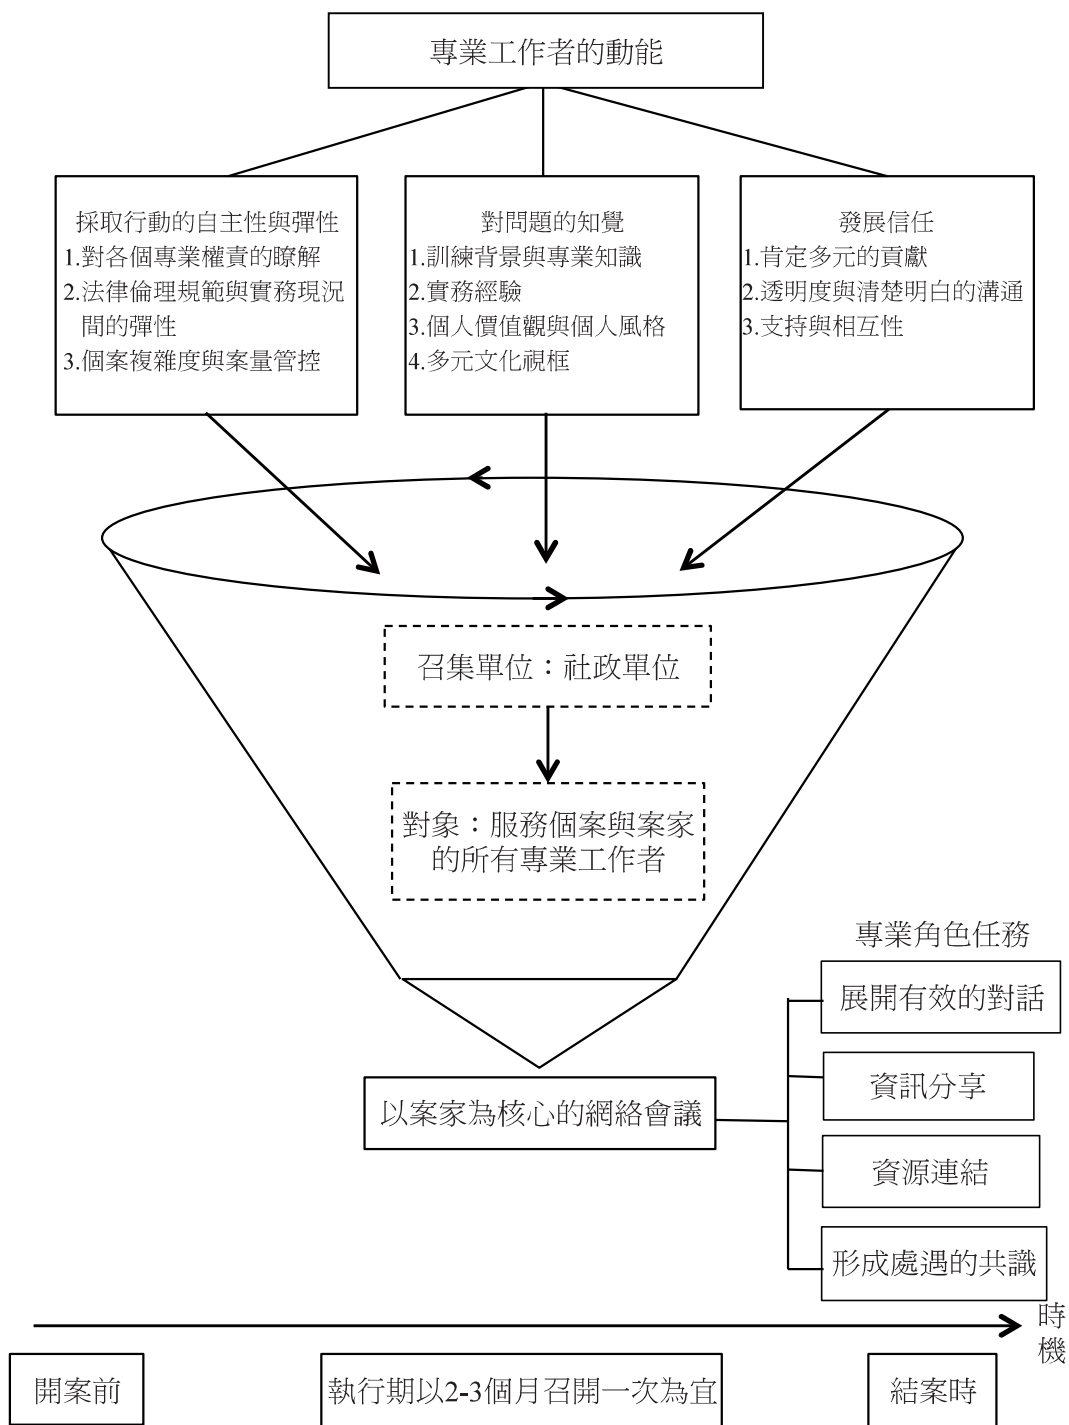 專業工作者的動能
採取行動的自主性與彈性
1.對各個專業權責的瞭解
2.法律倫理規範與實務現況
間的彈性
3.個案複雜度與案量管控
對問題的知覺
1.訓練背景與專業知識
2.實務經驗
3.個人價值觀與個人風格
4.多元文化視框
發展信任
1.肯定多元的貢獻
2.透明度與清楚明白的溝通
3.支持與相互性
召集單位：社政單位
對象：服務個案與案家
的所有專業工作者
以案家為核心的網絡會議
專業角色任務
展開有效的對話
資訊分享
資源連結
形成處遇的共識
時
機
開案前
執行期以2-3個月召開一次為宜
結案時